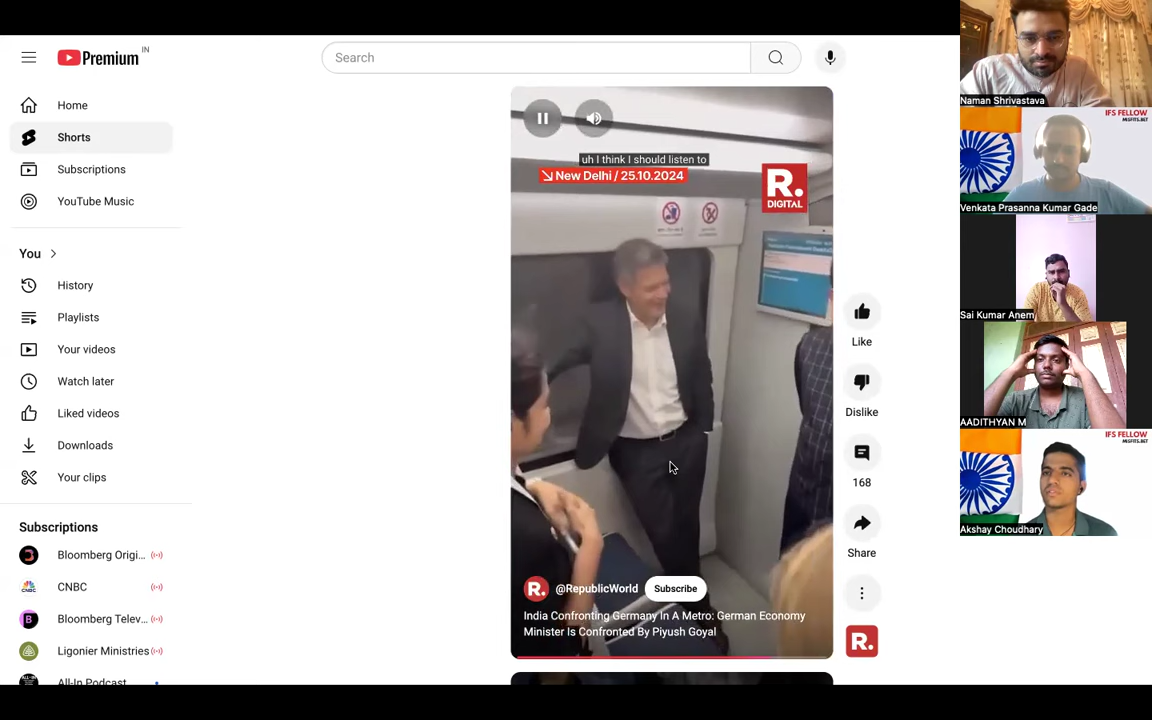 Premium IN
Search
Home
Shorts
Subscriptions
YouTube Music
You
History
Playlists
Your videos
Watch later
Liked videos
Downloads
Your clips
Subscriptions
Bloomberg Origi...
CNBC
Bloomberg Telev...
Ligonier Ministries
All-In Podcast
uh I think I should listen to
New Delhi / 25.10.2024
R.
DIGITAL
Like
Dislike
168
Share
R. @RepublicWorld Subscribe
India Confronting Germany In A Metro: German Economy
Minister Is Confronted By Piyush Goyal
R.
Naman Shrivastava
IFS FELLOW
MISFITS.NET
Venkata Prasanna Kumar Gade
Sai Kumar Anem
AADITHYAN M
IFS FELLOW
MISFITS.NET
Akshay Choudhary